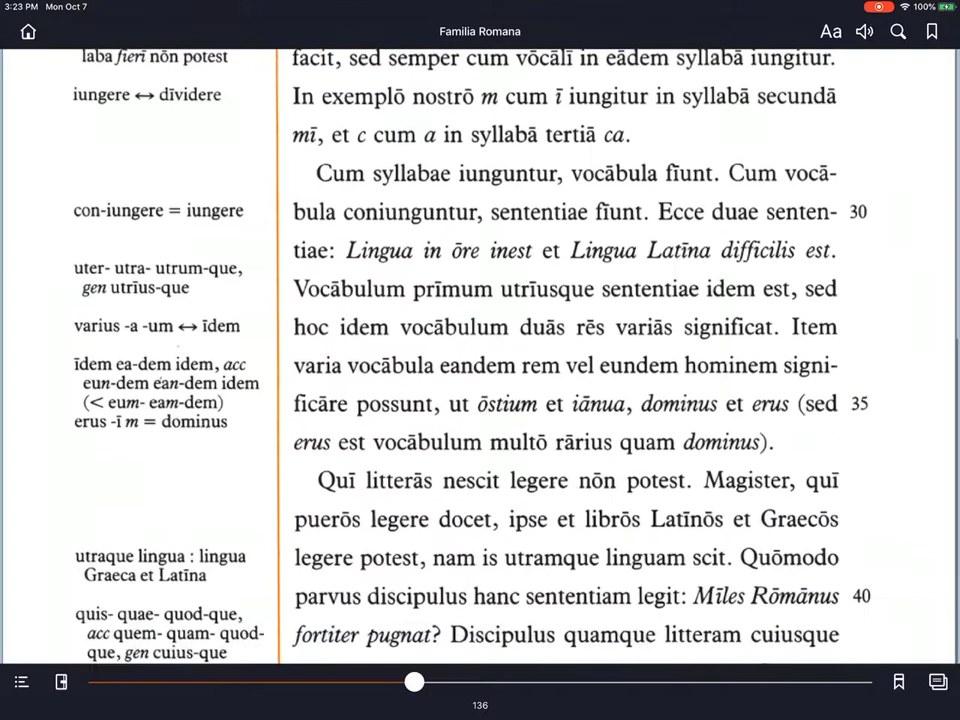 3:23 PM Mon Oct 7
100%
Familia Romana
Aa
laba fierī nōn potest
iungere ↔ dīvidere
con-iungere = iungere
uter- utra- utrum-que,
gen utrīus-que
varius -a -um ↔ īdem
īdem ea-dem idem, acc
eun-dem ean-dem idem
(< eum- eam-dem)
erus -ī m = dominus
utraque lingua : lingua
Graeca et Latīna
quis- quae- quod-que,
acc quem- quam- quod-
que, gen cuius-que
facit, sed semper cum vōcālī in eādem syllabā iungitur.
In exemplō nostrō m cum ī iungitur in syllabā secundā
mī, et c cum a in syllabā tertiā ca.
Cum syllabae iunguntur, vocābula fīunt. Cum vocā-
bula coniunguntur, sententiae fīunt. Ecce duae senten- 30
tiae: Lingua in ōre inest et Lingua Latīna difficilis est.
Vocābulum prīmum utrīusque sententiae idem est, sed
hoc idem vocābulum duās rēs variās significat. Item
varia vocābula eandem rem vel eundem hominem signi-
ficāre possunt, ut ōstium et iānua, dominus et erus (sed 35
erus est vocābulum multō rārius quam dominus).
Quī litterās nescit legere nōn potest. Magister, quī
puerōs legere docet, ipse et librōs Latīnōs et Graecōs
legere potest, nam is utramque linguam scit. Quōmodo
parvus discipulus hanc sententiam legit: Mīles Rōmānus 40
fortiter pugnat? Discipulus quamque litteram cuiusque
136